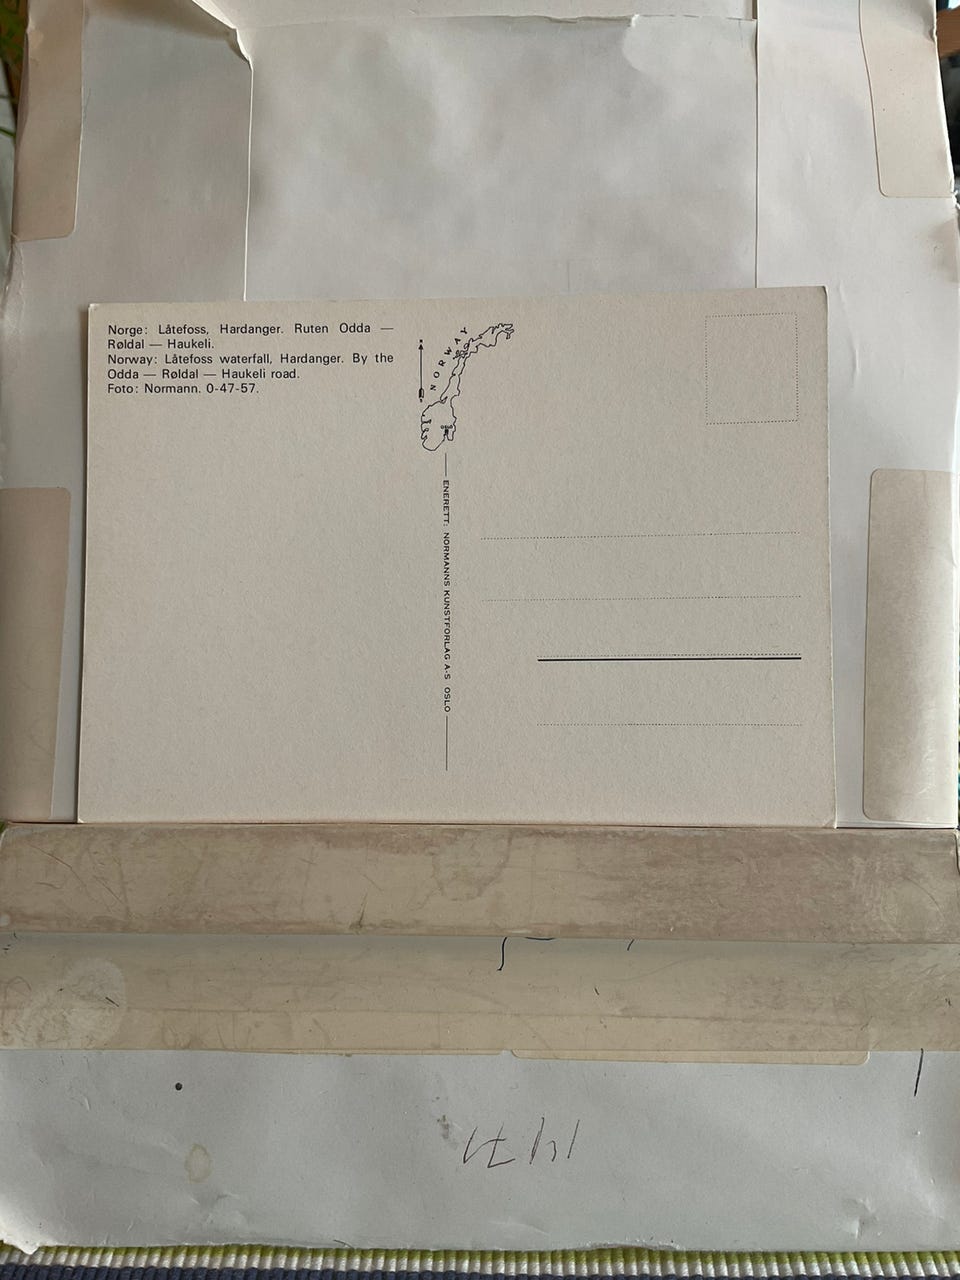 Norge: Låtefoss, Hardanger. Ruten Odda —
Røldal — Haukeli.
Norway: Låtefoss waterfall, Hardanger. By the
Odda — Røldal — Haukeli road.
Foto: Normann. 0-47-57.
NORWAY
ENERETT: NORMANNS KUNSTFORLAG A-S OSLO